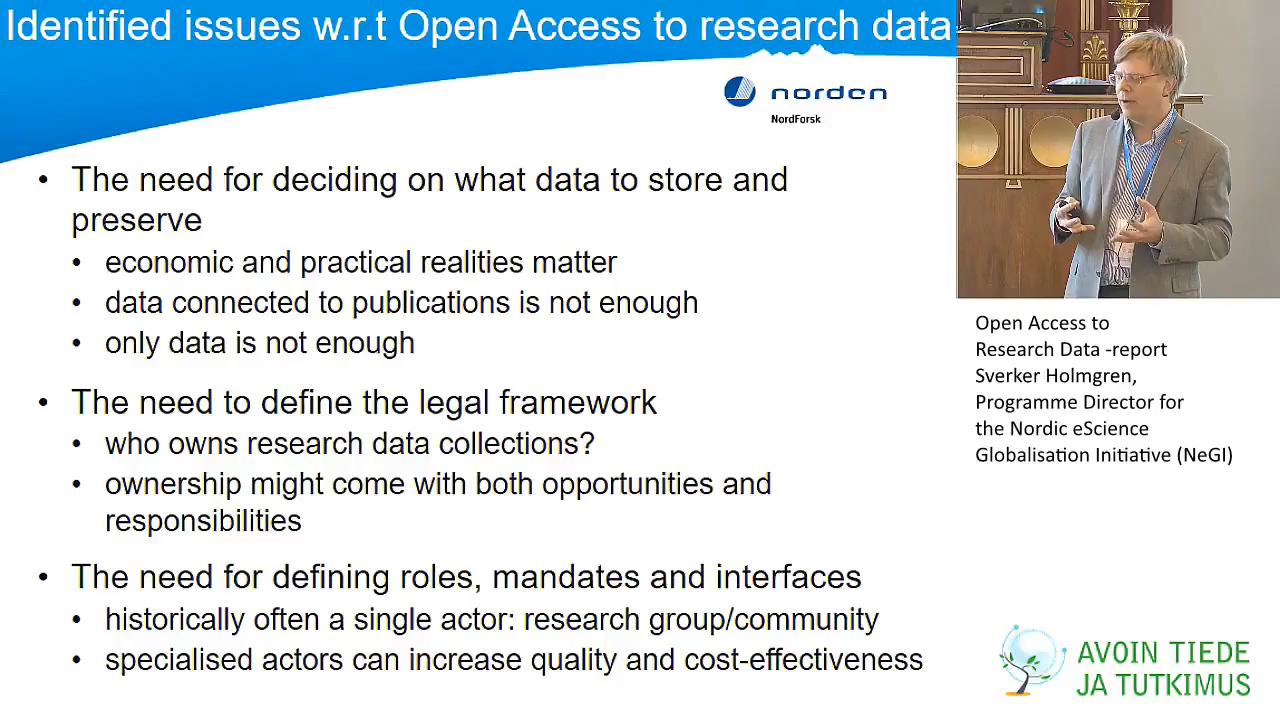 Identified issues w.r.t Open Access to research data
norden
NordForsk
• The need for deciding on what data to store and
preserve
• economic and practical realities matter
• data connected to publications is not enough
• only data is not enough
• The need to define the legal framework
• who owns research data collections?
• ownership might come with both opportunities and
responsibilities
• The need for defining roles, mandates and interfaces
• historically often a single actor: research group/community
• specialised actors can increase quality and cost-effectiveness
Open Access to
Research Data -report
Sverker Holmgren,
Programme Director for
the Nordic eScience
Globalisation Initiative (NeGI)
AVOIN TIEDE
JA TUTKIMUS